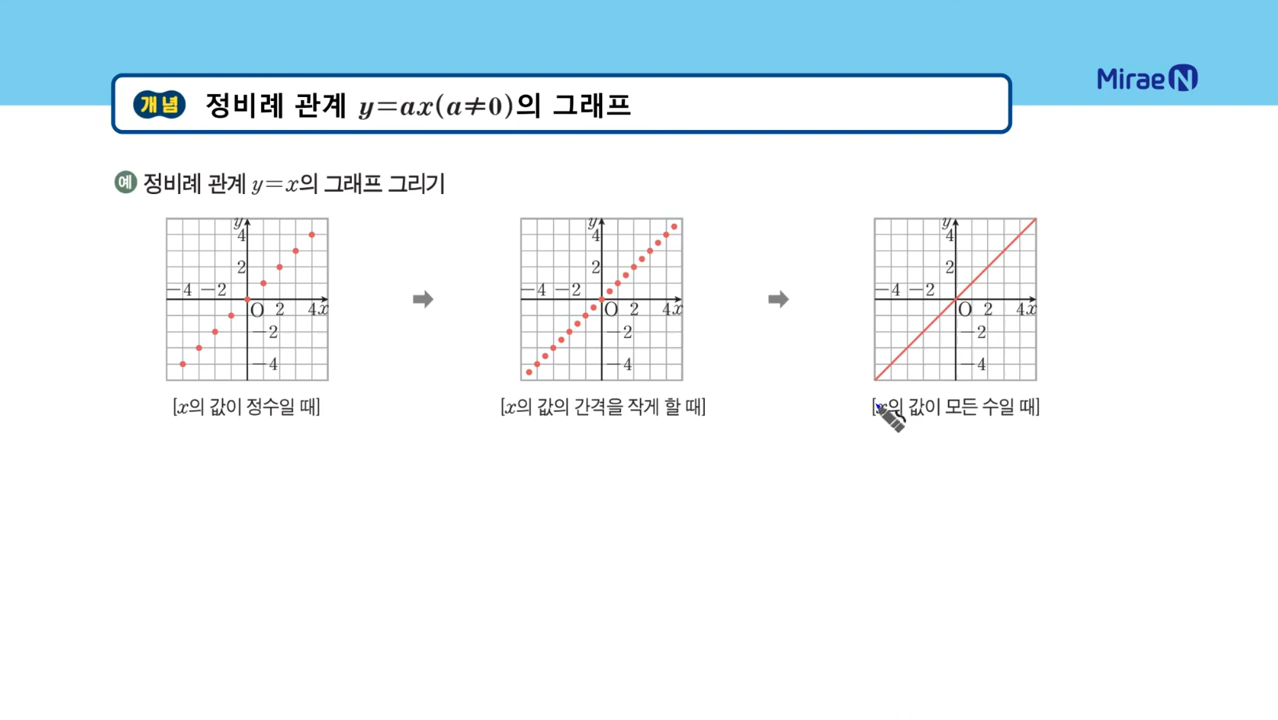 Mirae N
개념 정비례 관계 y=ax(a≠0)의 그래프
예 정비례 관계 y=x의 그래프 그리기
y
4
2
−4 −2
O 2 4x
−2
−4
y
4
2
−4 −2
O 2 4x
−2
−4
y
4
2
−4 −2
O 2 4x
−2
−4
[x의 값이 정수일 때]
[x의 값의 간격을 작게 할 때]
[x의 값이 모든 수일 때]